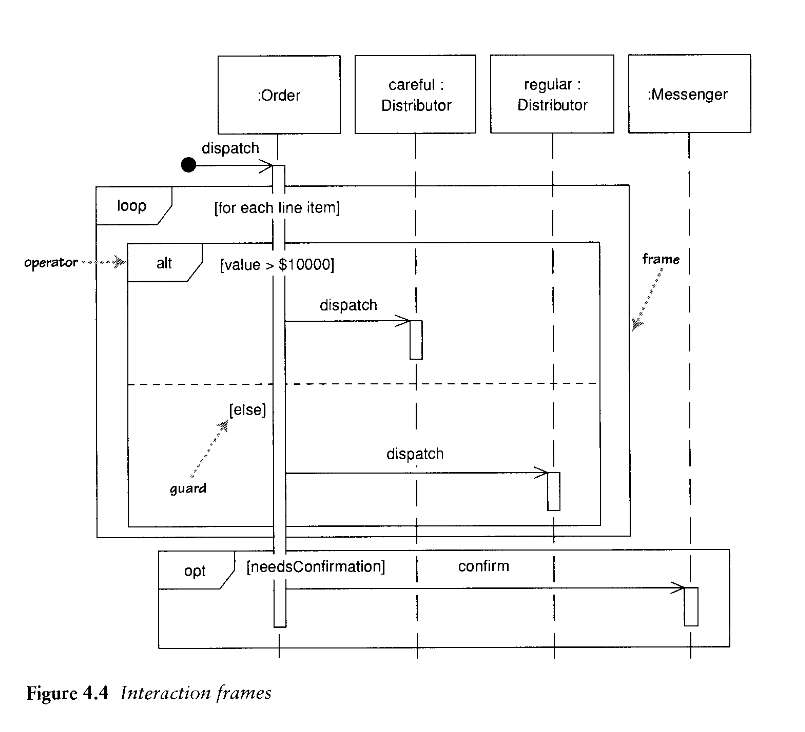 :Order
careful :
Distributor
regular :
Distributor
:Messenger
dispatch
loop
[for each line item]
operator
alt
[value > $10000]
frame
dispatch
[else]
dispatch
guard
opt
[needsConfirmation]
confirm
Figure 4.4 Interaction frames